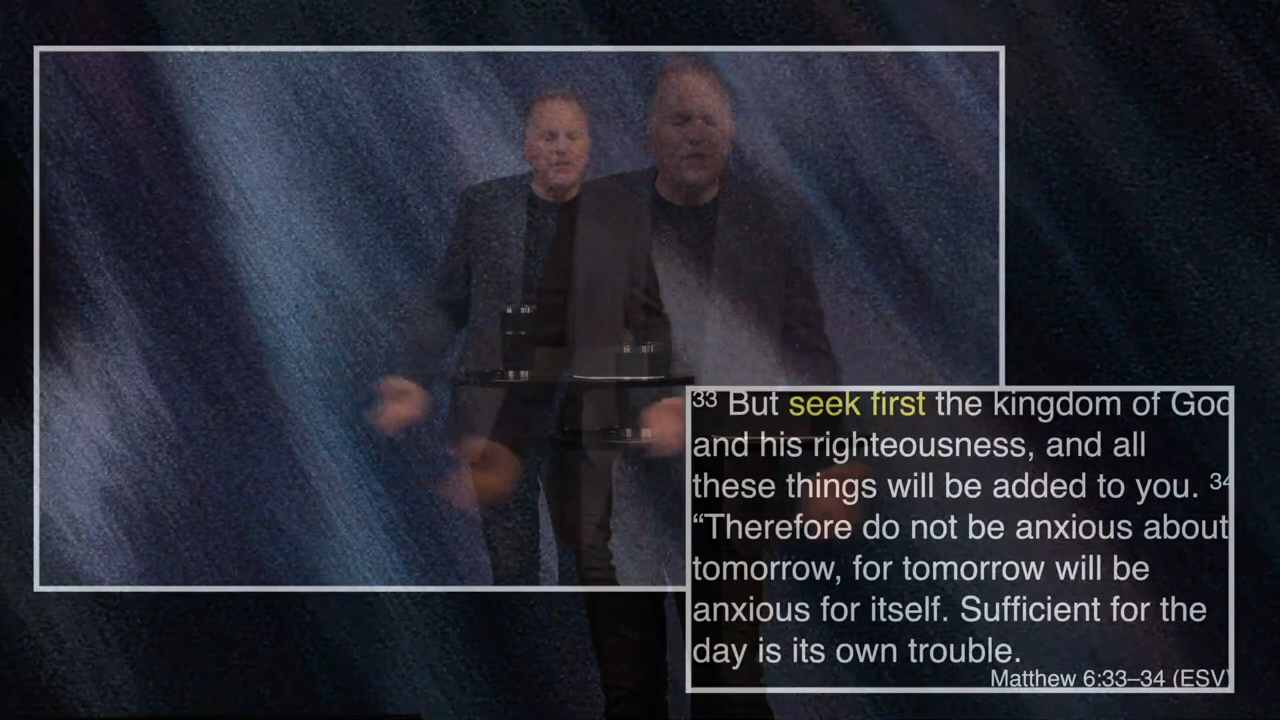 33 But seek first the kingdom of God
and his righteousness, and all
these things will be added to you. 34
“Therefore do not be anxious about
tomorrow, for tomorrow will be
anxious for itself. Sufficient for the
day is its own trouble.
Matthew 6:33–34 (ESV)